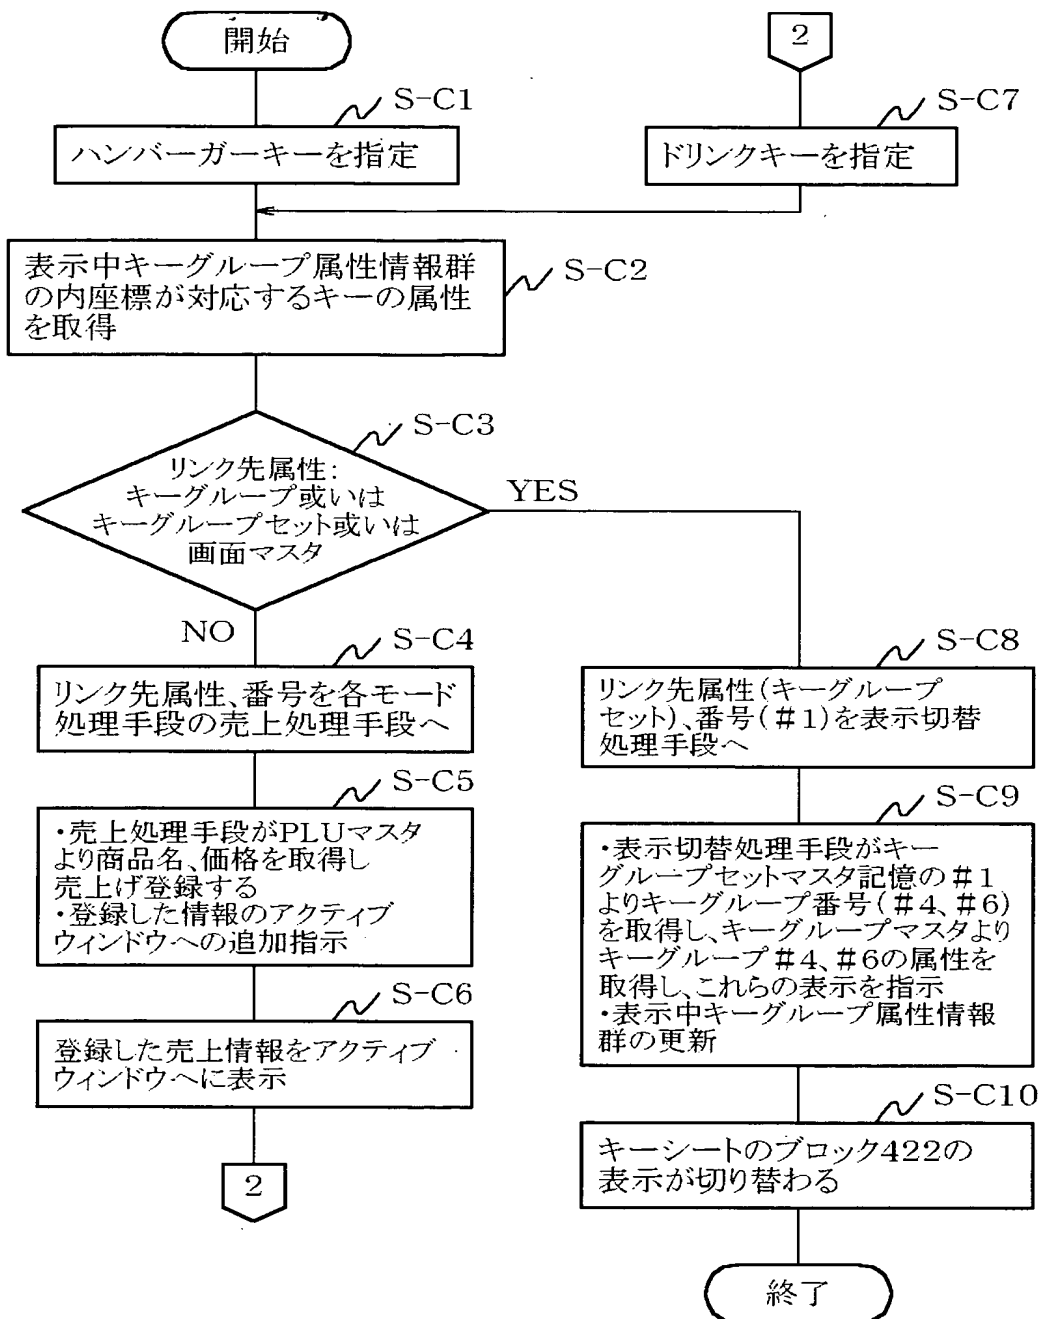 開始
S-C1
ハンバーガーキーを指定
2
S-C7
ドリンクキーを指定
S-C2
表示中キーグループ属性情報群
の内座標が対応するキーの属性
を取得
S-C3
リンク先属性:
キーグループ或いは
キーグループセット或いは
画面マスタ
YES
NO
S-C4
リンク先属性、番号を各モード
処理手段の売上処理手段へ
S-C5
・売上処理手段がPLUマスタ
より商品名、価格を取得し
売上げ登録する
・登録した情報のアクティブ
ウィンドウへの追加指示
S-C6
登録した売上情報をアクティブ
ウィンドウへに表示
2
S-C8
リンク先属性(キーグループ
セット)、番号(#1)を表示切替
処理手段へ
S-C9
・表示切替処理手段がキー
グループセットマスタ記憶の#1
よりキーグループ番号(#4、#6)
を取得し、キーグループマスタより
キーグループ#4、#6の属性を
取得し、これらの表示を指示
・表示中キーグループ属性情報
群の更新
S-C10
キーシートのブロック422の
表示が切り替わる
終了